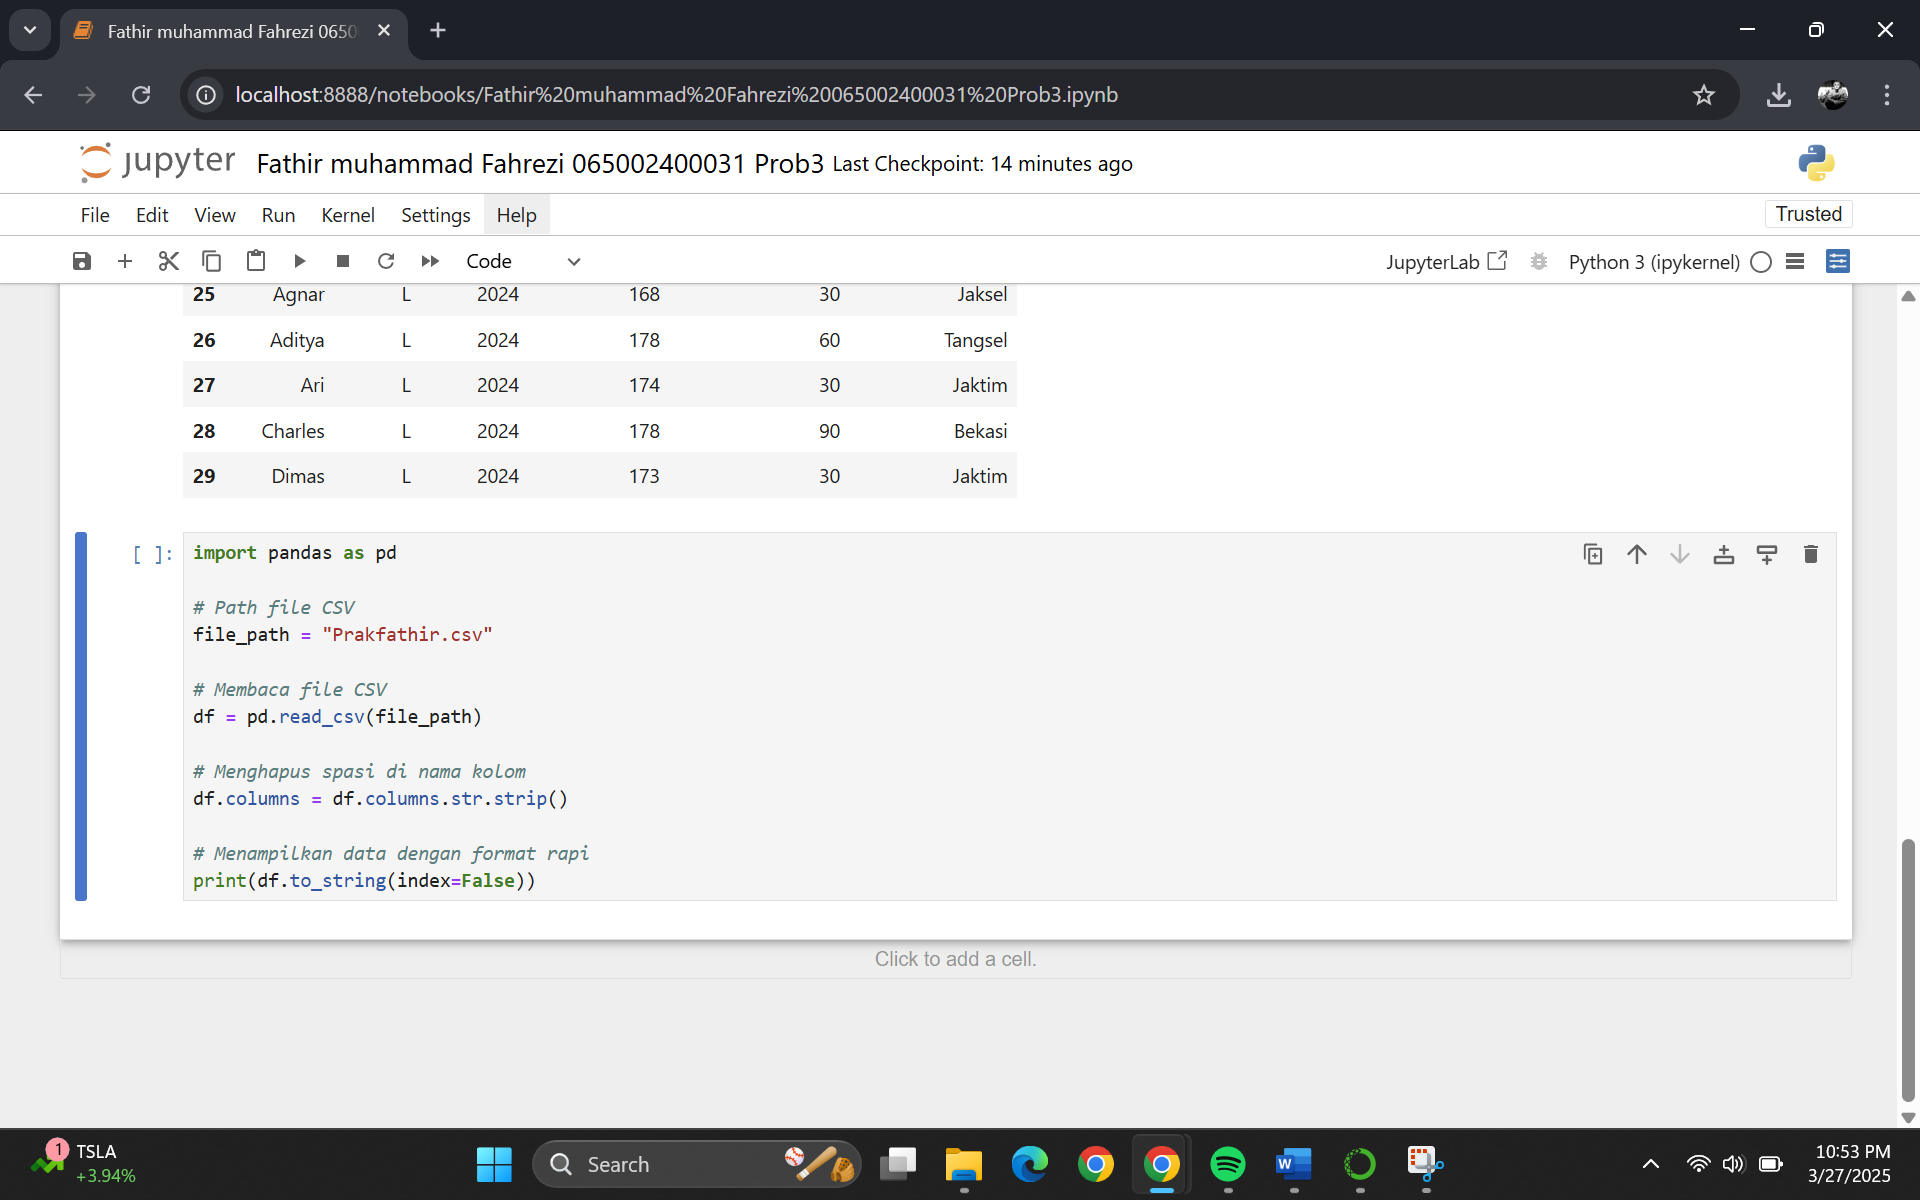 Fathir muhammad Fahrezi 0650
localhost:8888/notebooks/Fathir%20muhammad%20Fahrezi%20065002400031%20Prob3.ipynb
jupyter Fathir muhammad Fahrezi 065002400031 Prob3 Last Checkpoint: 14 minutes ago
File Edit View Run Kernel Settings Help Trusted
Code JupyterLab Python 3 (ipykernel)
25 Agnar L 2024 168 30 Jaksel
26 Aditya L 2024 178 60 Tangsel
27 Ari L 2024 174 30 Jaktim
28 Charles L 2024 178 90 Bekasi
29 Dimas L 2024 173 30 Jaktim
[ ]: import pandas as pd
# Path file CSV
file_path = "Prakfathir.csv"
# Membaca file CSV
df = pd.read_csv(file_path)
# Menghapus spasi di nama kolom
df.columns = df.columns.str.strip()
# Menampilkan data dengan format rapi
print(df.to_string(index=False))
Click to add a cell.
1 TSLA
+3.94%
Search
W
10:53 PM
3/27/2025